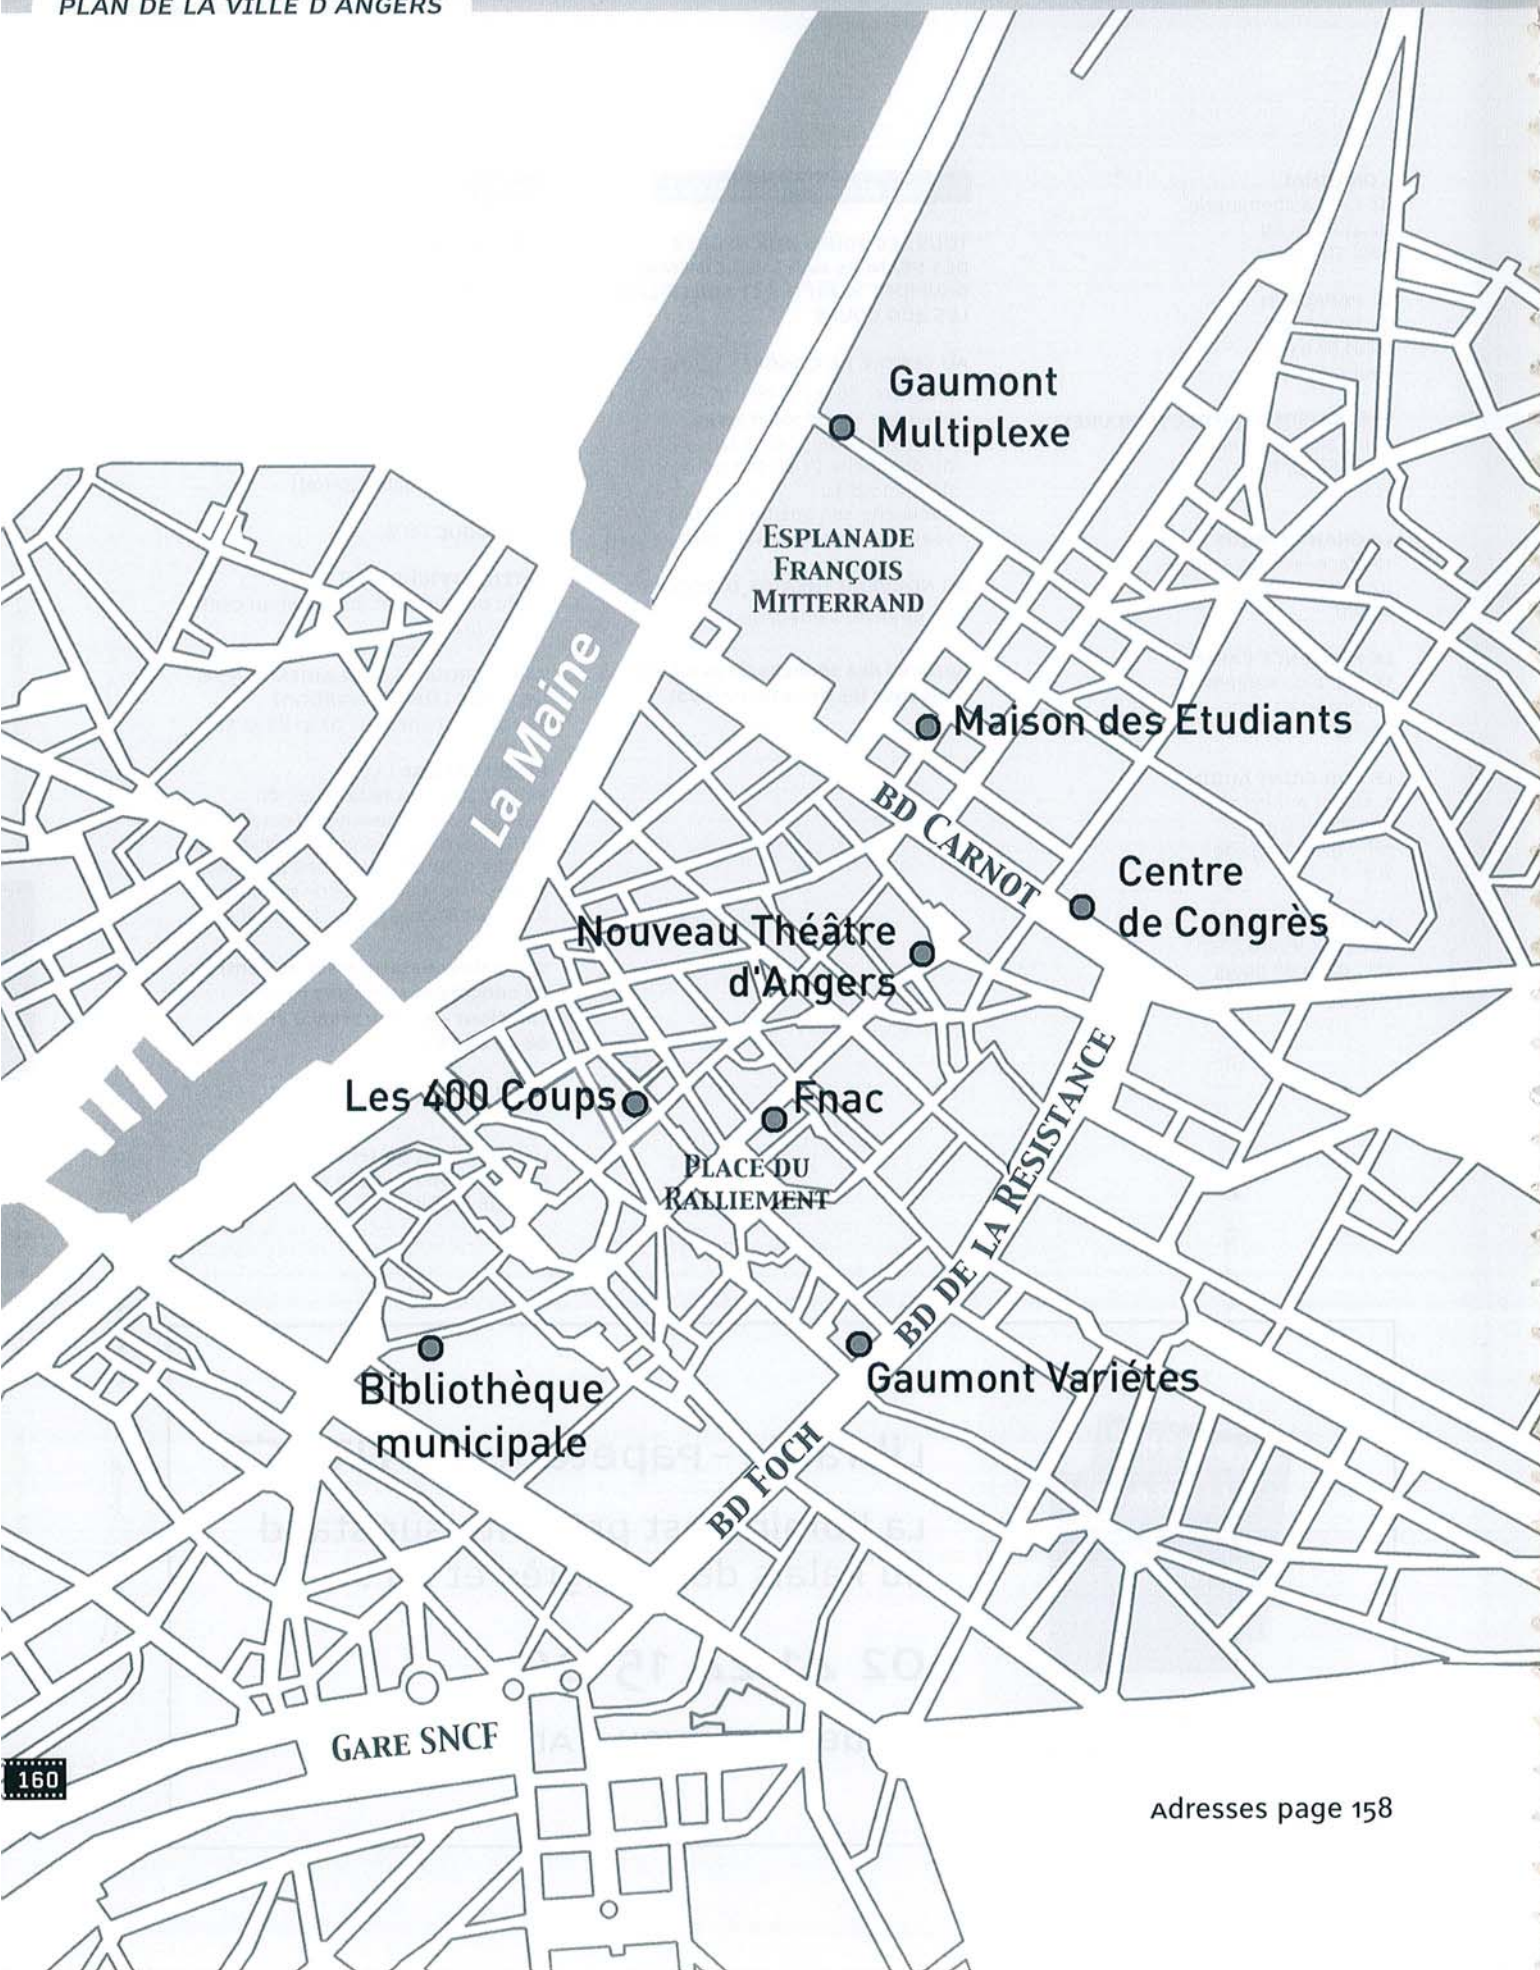 PLAN DE LA VILLE D'ANGERS
Gaumont
Multiplexe
ESPLANADE
FRANÇOIS
MITTERRAND
La Maine
Maison des Etudiants
BD CARNOT
Centre
de Congrès
Nouveau Théâtre
d'Angers
Les 400 Coups
Fnac
PLACE DU
RALLIEMENT
BD DE LA RESISTANCE
Gaumont Variétes
Bibliothèque
municipale
BD FOCH
GARE SNCF
160
Adresses page 158